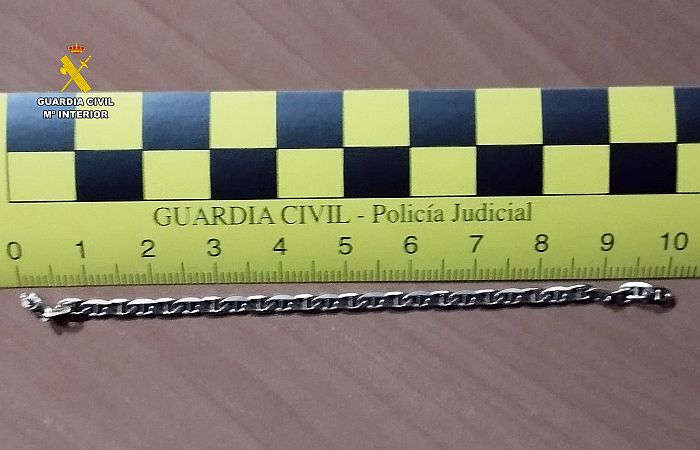 GUARDIA CIVIL
Mº INTERIOR
GUARDIA CIVIL - Policía Judicial
0 1 2 3 4 5 6 7 8 9 10